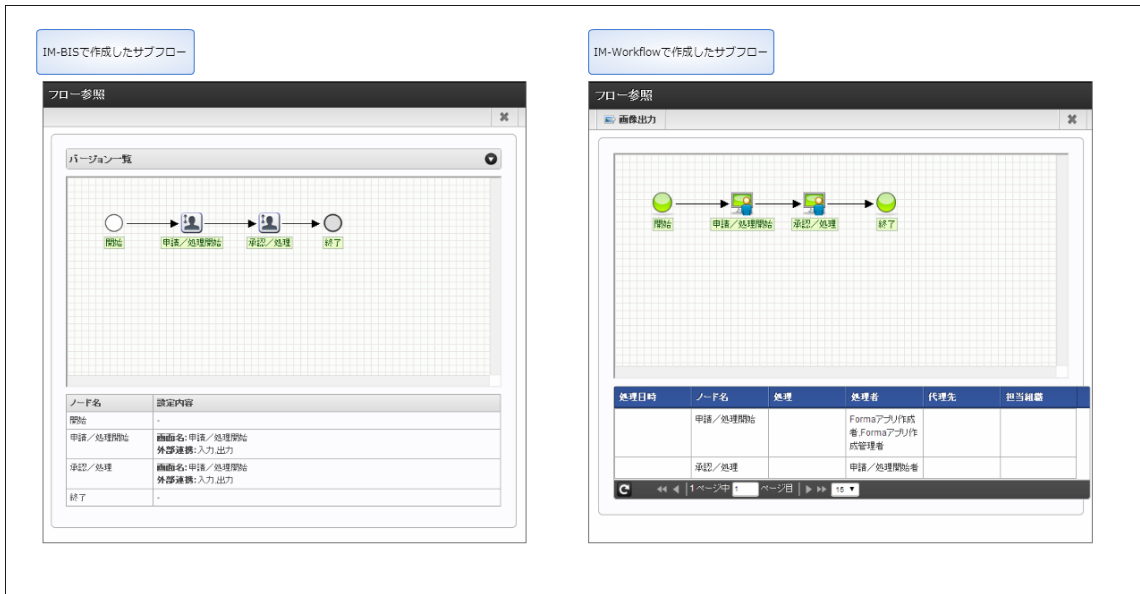 IM-BISで作成したサブフロー
フロー参照
バージョン一覧
開始
申請／処理開始
承認／処理
終了
ノード名 設定内容
開始 -
申請／処理開始 画面名:申請／処理開始
外部連携:入力,出力
承認／処理 画面名:申請／処理開始
外部連携:入力,出力
終了 -
IM-Workflowで作成したサブフロー
フロー参照
画像出力
開始
申請／処理開始
承認／処理
終了
処理日時 ノード名 処理 処理者 代理先 担当組織
申請／処理開始 Formaアプリ作成
者,Formaアプリ作
成管理者
承認／処理 申請／処理開始者
1ページ中 1 ページ目 15